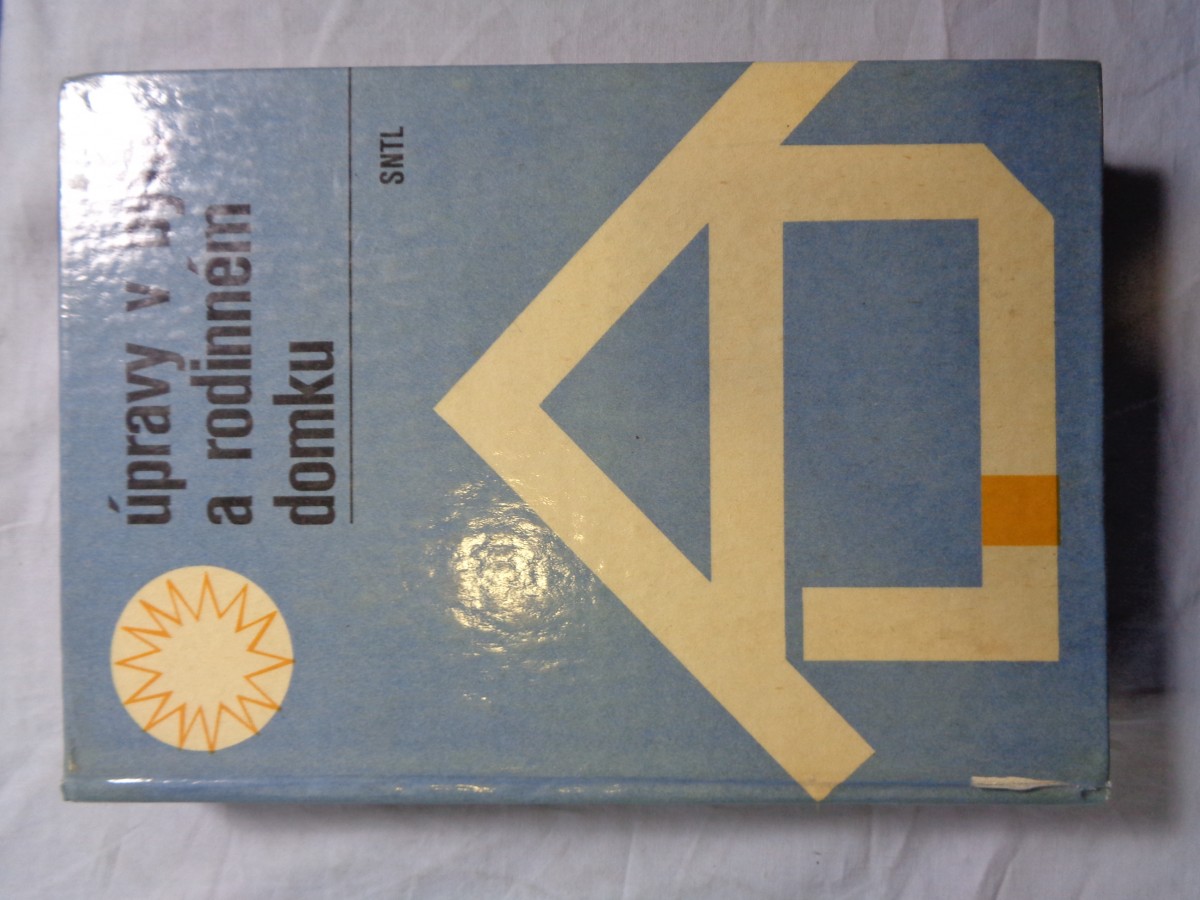 úpravy v
a rodinném
domku
SNTL